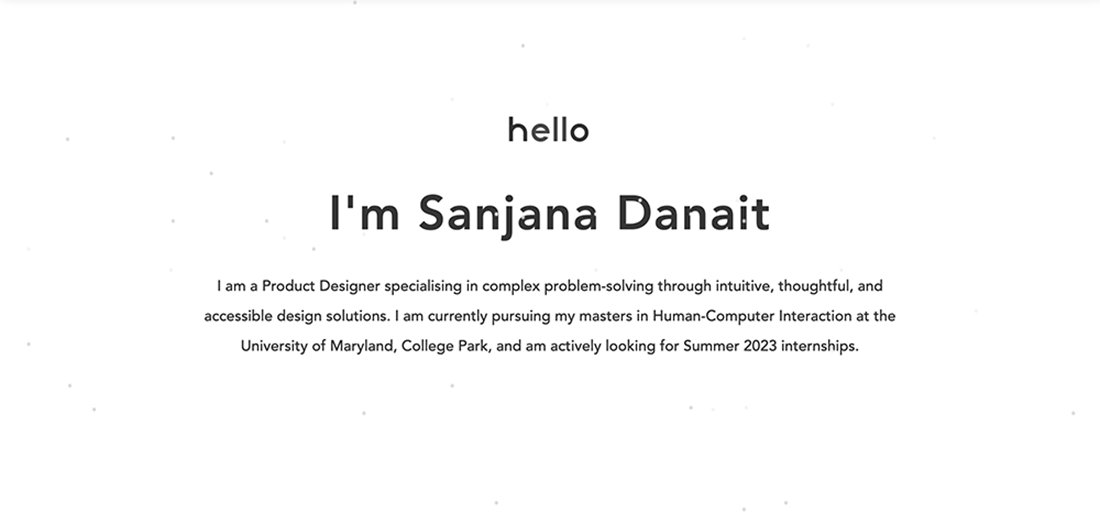 hello
I'm Sanjana Danait
I am a Product Designer specialising in complex problem-solving through intuitive, thoughtful, and
accessible design solutions. I am currently pursuing my masters in Human-Computer Interaction at the
University of Maryland, College Park, and am actively looking for Summer 2023 internships.